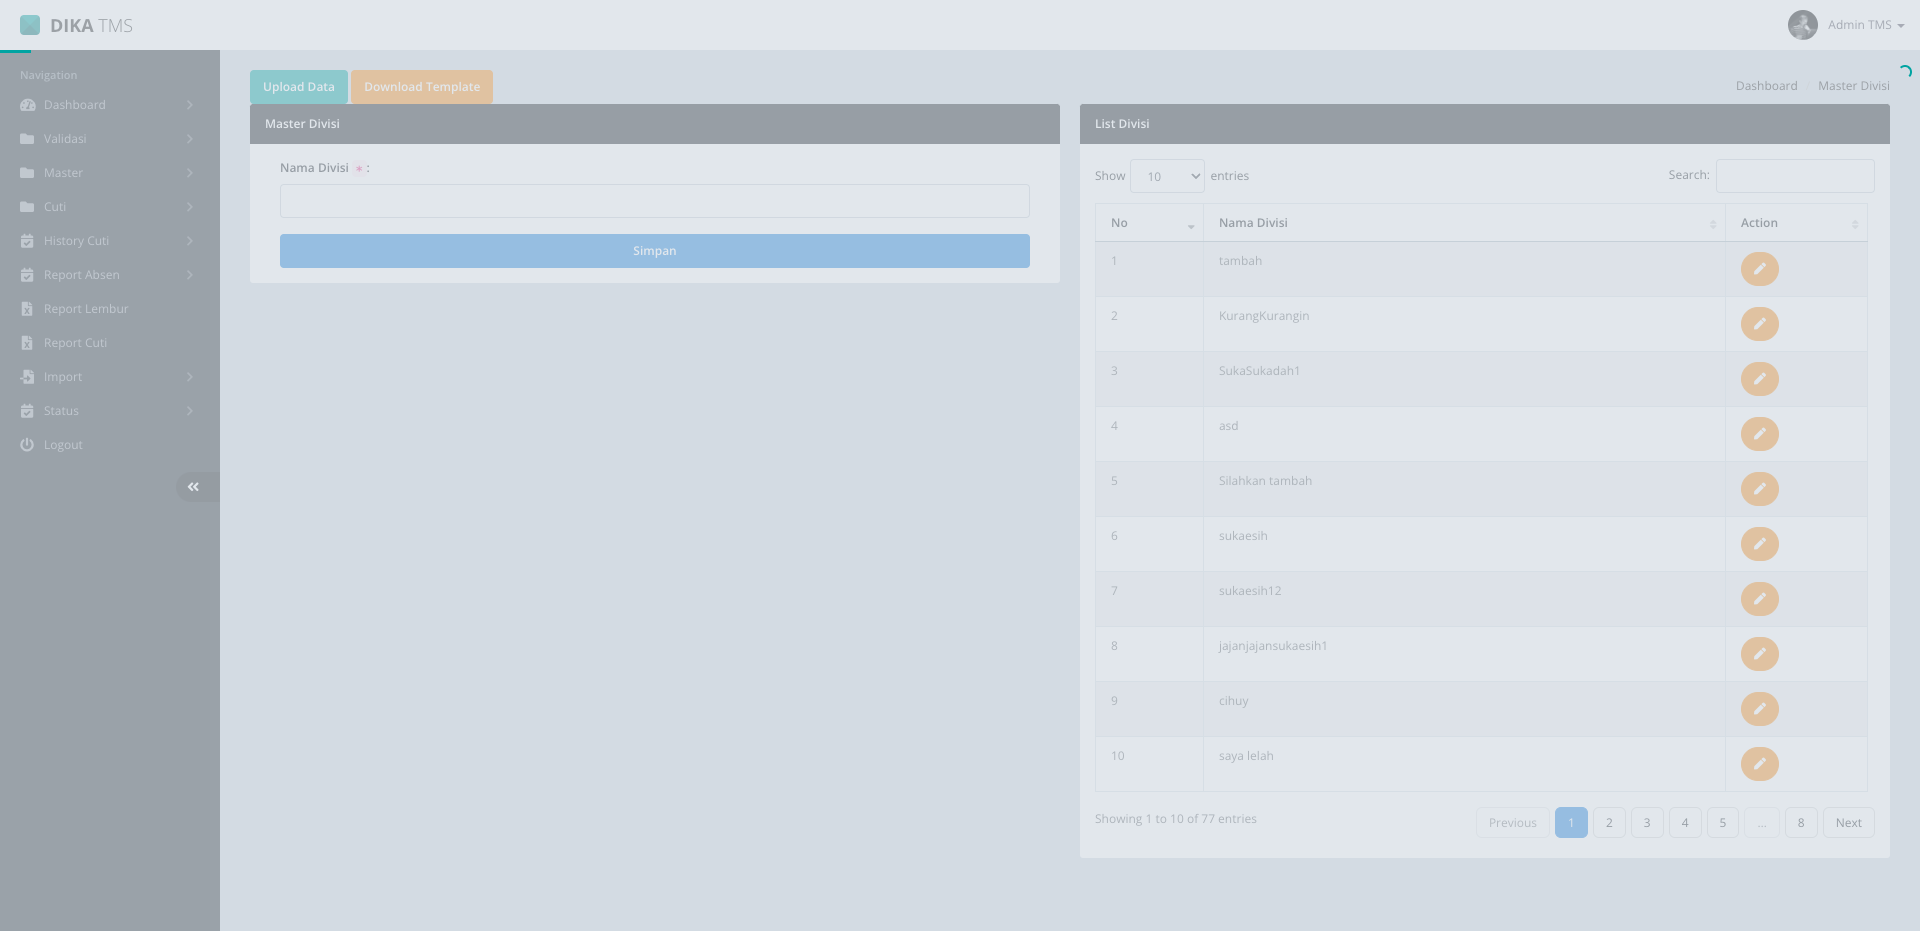 DIKA TMS
Admin TMS
Navigation
Dashboard
Validasi
Master
Cuti
History Cuti
Report Absen
Report Lembur
Report Cuti
Import
Status
Logout
Upload Data
Download Template
Dashboard
Master Divisi
Master Divisi
Nama Divisi * :
Simpan
List Divisi
Show 10 entries
Search:
No Nama Divisi Action
1 tambah
2 KurangKurangin
3 SukaSukadah1
4 asd
5 Silahkan tambah
6 sukaesih
7 sukaesih12
8 jajanjajansukaesih1
9 cihuy
10 saya lelah
Showing 1 to 10 of 77 entries
Previous 1 2 3 4 5 ... 8 Next